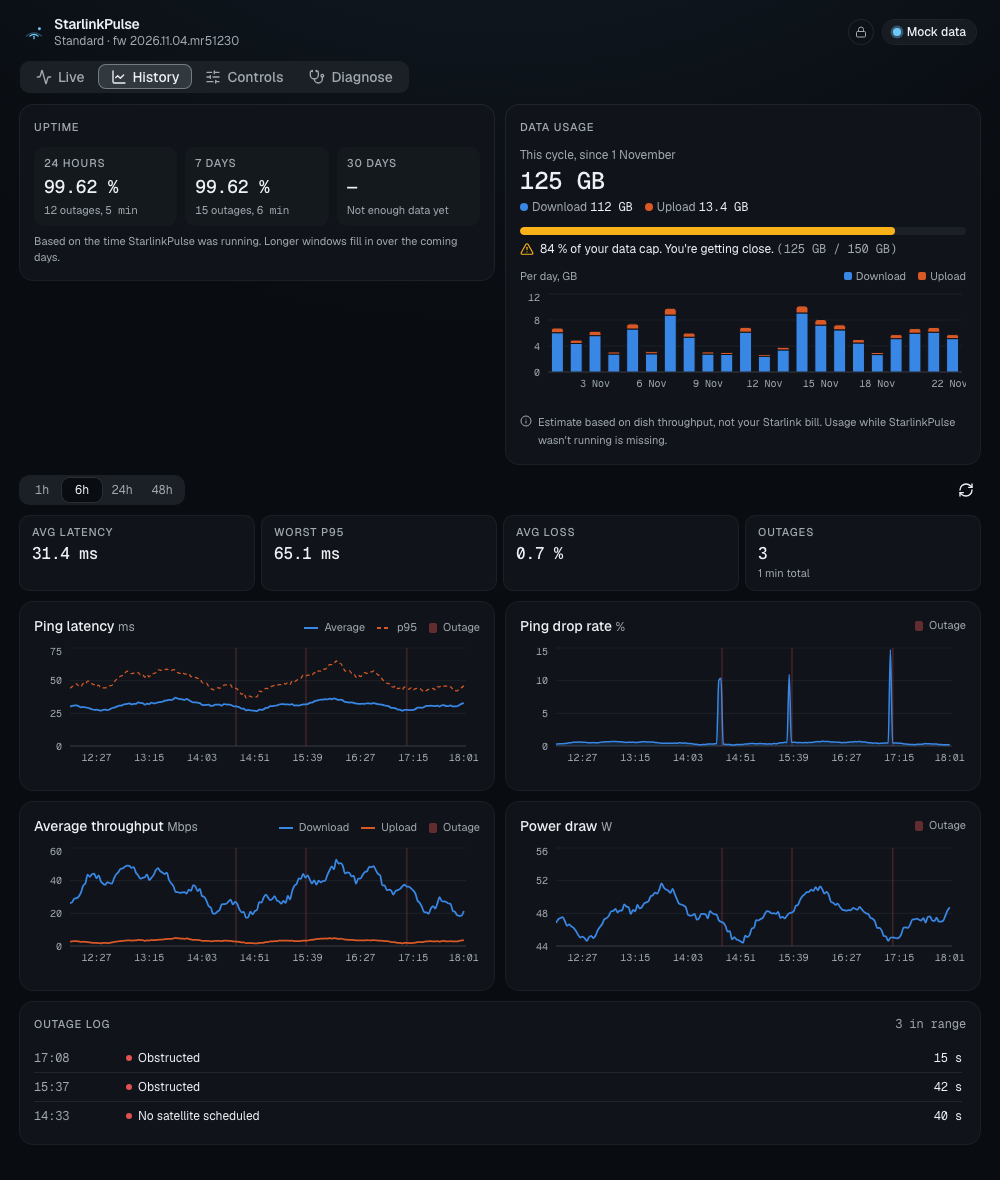 StarlinkPulse
Standard · fw 2026.11.04.mr51230
Mock data
Live
History
Controls
Diagnose
UPTIME
24 HOURS
99.62 %
12 outages, 5 min
7 DAYS
99.62 %
15 outages, 6 min
30 DAYS
–
Not enough data yet
Based on the time StarlinkPulse was running. Longer windows fill in over the coming
days.
DATA USAGE
This cycle, since 1 November
125 GB
Download 112 GB Upload 13.4 GB
84 % of your data cap. You're getting close. (125 GB / 150 GB)
Per day, GB
Download Upload
12
8
4
0
3 Nov 6 Nov 9 Nov 12 Nov 15 Nov 18 Nov 22 Nov
Estimate based on dish throughput, not your Starlink bill. Usage while StarlinkPulse
wasn't running is missing.
1h 6h 24h 48h
AVG LATENCY
31.4 ms
WORST P95
65.1 ms
AVG LOSS
0.7 %
OUTAGES
3
1 min total
Ping latency ms
Average p95 Outage
75
50
25
0
12:27 13:15 14:03 14:51 15:39 16:27 17:15 18:01
Ping drop rate %
Outage
15
10
5
0
12:27 13:15 14:03 14:51 15:39 16:27 17:15 18:01
Average throughput Mbps
Download Upload Outage
60
40
20
0
12:27 13:15 14:03 14:51 15:39 16:27 17:15 18:01
Power draw W
Outage
56
52
48
44
12:27 13:15 14:03 14:51 15:39 16:27 17:15 18:01
OUTAGE LOG
3 in range
17:08 Obstructed 15 s
15:37 Obstructed 42 s
14:33 No satellite scheduled 40 s